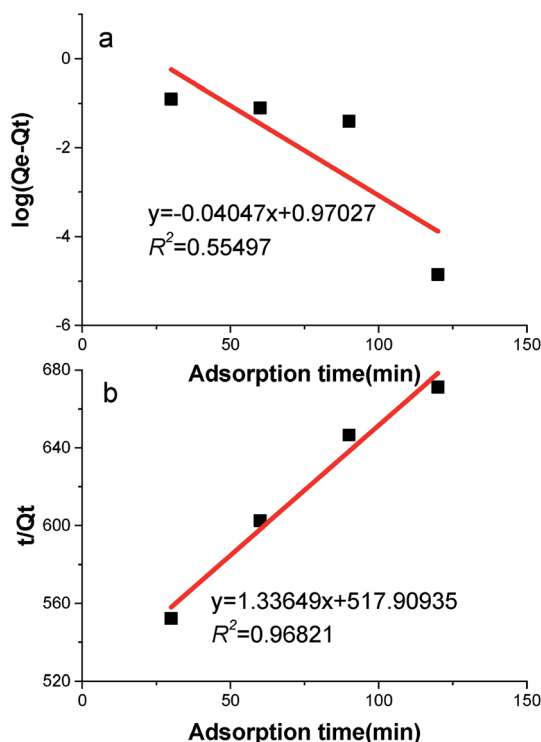 a
0
-2
-4
-6
log(Qe-Qt)
y=-0.04047x+0.97027
R²=0.55497
0
50
100
150
Adsorption time(min)
b
680
640
600
560
520
t/Qt
y=1.33649x+517.90935
R²=0.96821
0
50
100
150
Adsorption time(min)